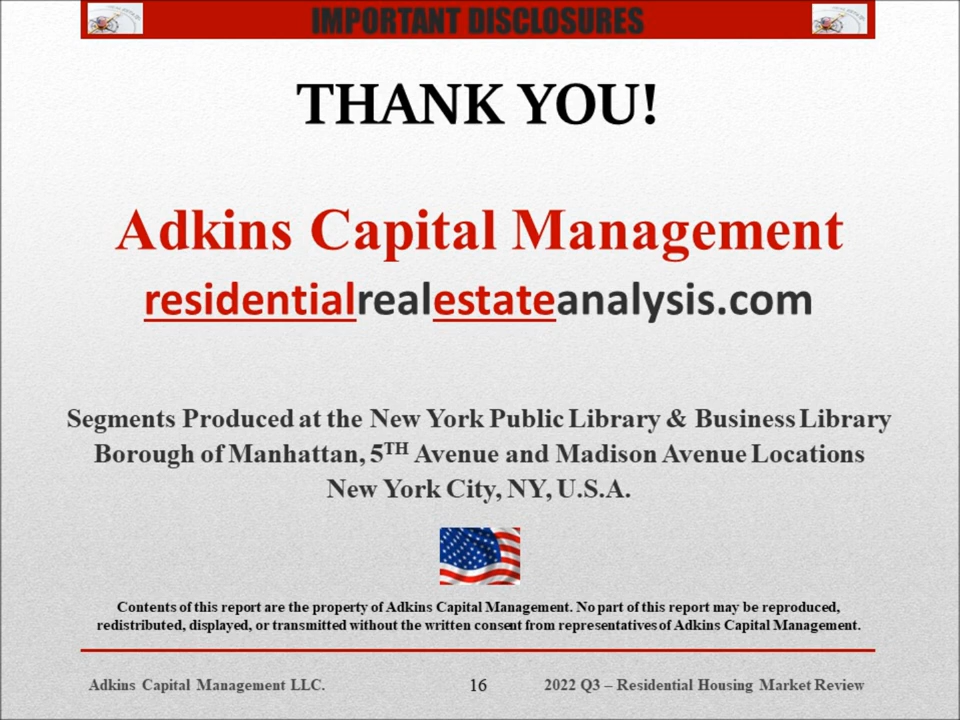 IMPORTANT DISCLOSURES
THANK YOU!
Adkins Capital Management
residentialrealestateanalysis.com
Segments Produced at the New York Public Library & Business Library
Borough of Manhattan, 5TH Avenue and Madison Avenue Locations
New York City, NY, U.S.A.
Contents of this report are the property of Adkins Capital Management. No part of this report may be reproduced,
redistributed, displayed, or transmitted without the written consent from representatives of Adkins Capital Management.
Adkins Capital Management LLC. 16 2022 Q3 – Residential Housing Market Review